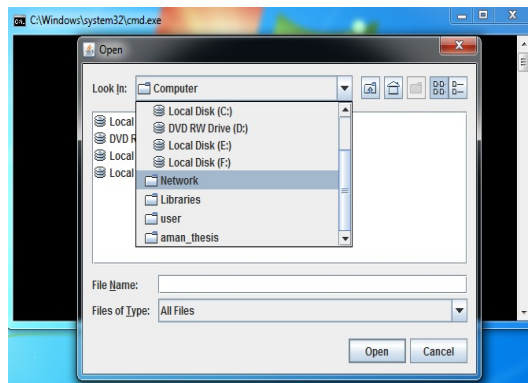 C:\Windows\system32\cmd.exe
Open
Look In: Computer
Local Disk (C:)
DVD RW Drive (D:)
Local Disk (E:)
Local Disk (F:)
Network
Libraries
user
aman_thesis
Local
DVD R
Local
Local
File Name:
Files of Type: All Files
Open Cancel